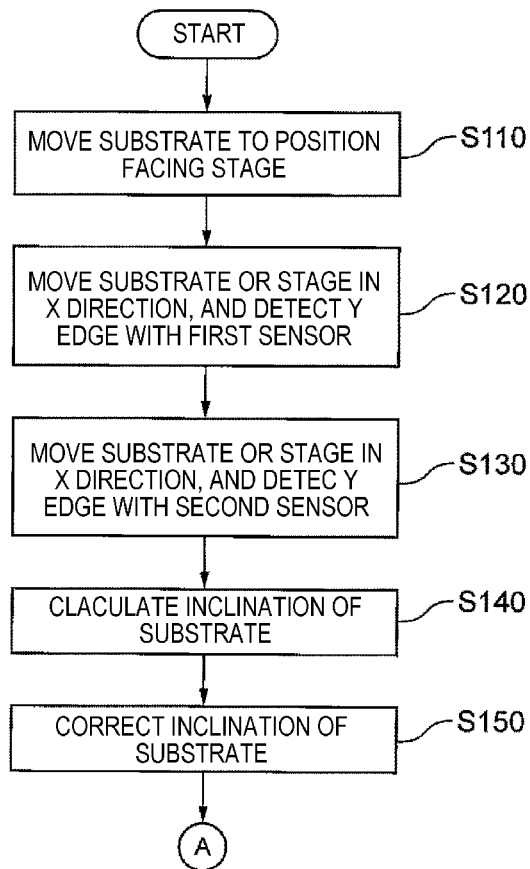 START
MOVE SUBSTRATE TO POSITION
FACING STAGE
S110
MOVE SUBSTRATE OR STAGE IN
X DIRECTION, AND DETECT Y
EDGE WITH FIRST SENSOR
S120
MOVE SUBSTRATE OR STAGE IN
X DIRECTION, AND DETEC Y
EDGE WITH SECOND SENSOR
S130
CLACULATE INCLINATION OF
SUBSTRATE
S140
CORRECT INCLINATION OF
SUBSTRATE
S150
A